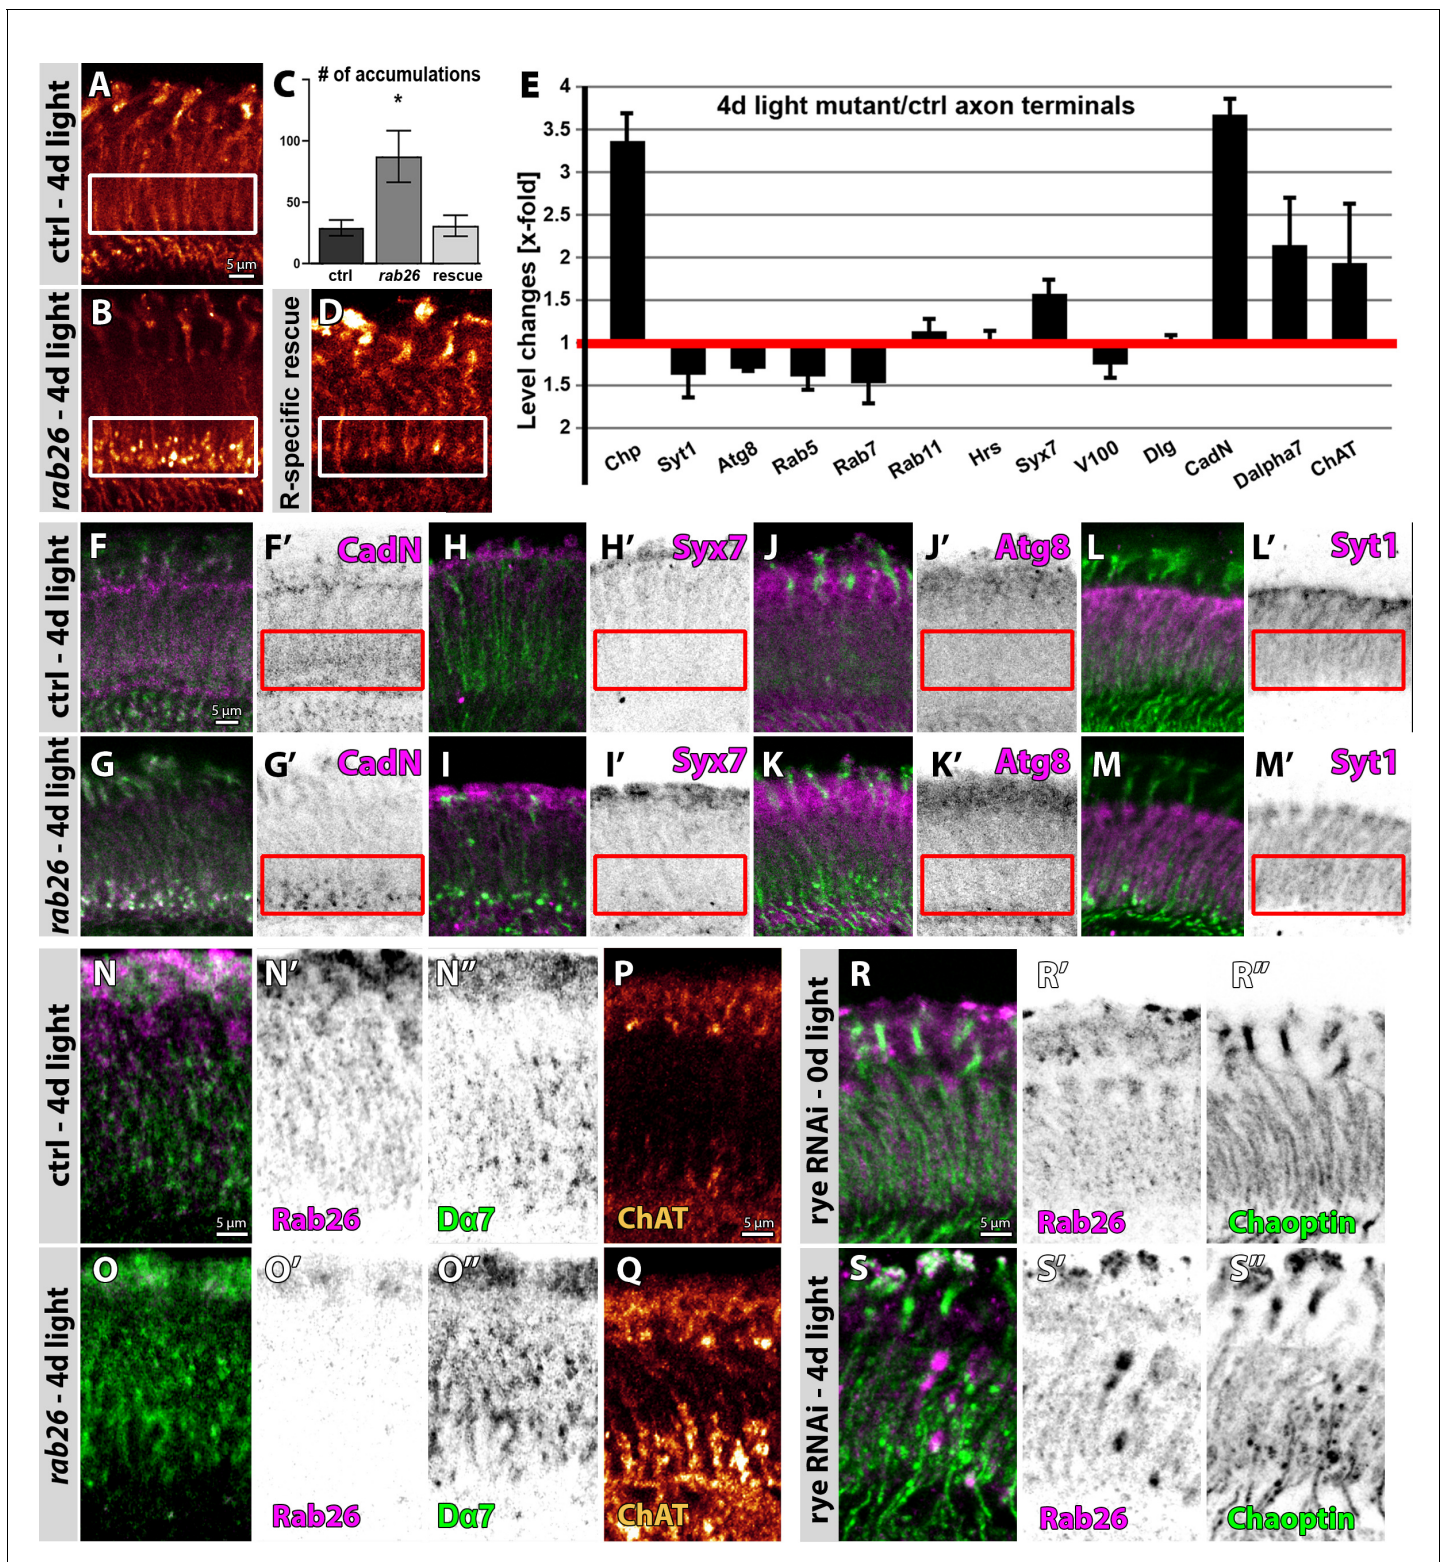 ctrl - 4d light
A
5 µm
C
# of accumulations
*
100
50
0
ctrl
rab26
rescue
E
4d light mutant/ctrl axon terminals
Level changes [x-fold]
4
3.5
3
2.5
2
1.5
1
1.5
2
Chp
Syt1
Atg8
Rab5
Rab7
Rab11
Hrs
Syx7
V100
Dlg
CadN
Dalpha7
ChAT
rab26 - 4d light
B
R-specific rescue
D
ctrl - 4d light
F
5 µm
F′ CadN
H
H′ Syx7
J
J′ Atg8
L
L′ Syt1
rab26 - 4d light
G
G′ CadN
I
I′ Syx7
K
K′ Atg8
M
M′ Syt1
ctrl - 4d light
N
5 µm
N′
Rab26
N″
Dα7
P
ChAT
5 µm
rye RNAi - 0d light
R
5 µm
R′
Rab26
R″
Chaoptin
rab26 - 4d light
O
O′
Rab26
O″
Dα7
Q
ChAT
rye RNAi - 4d light
S
S′
Rab26
S″
Chaoptin